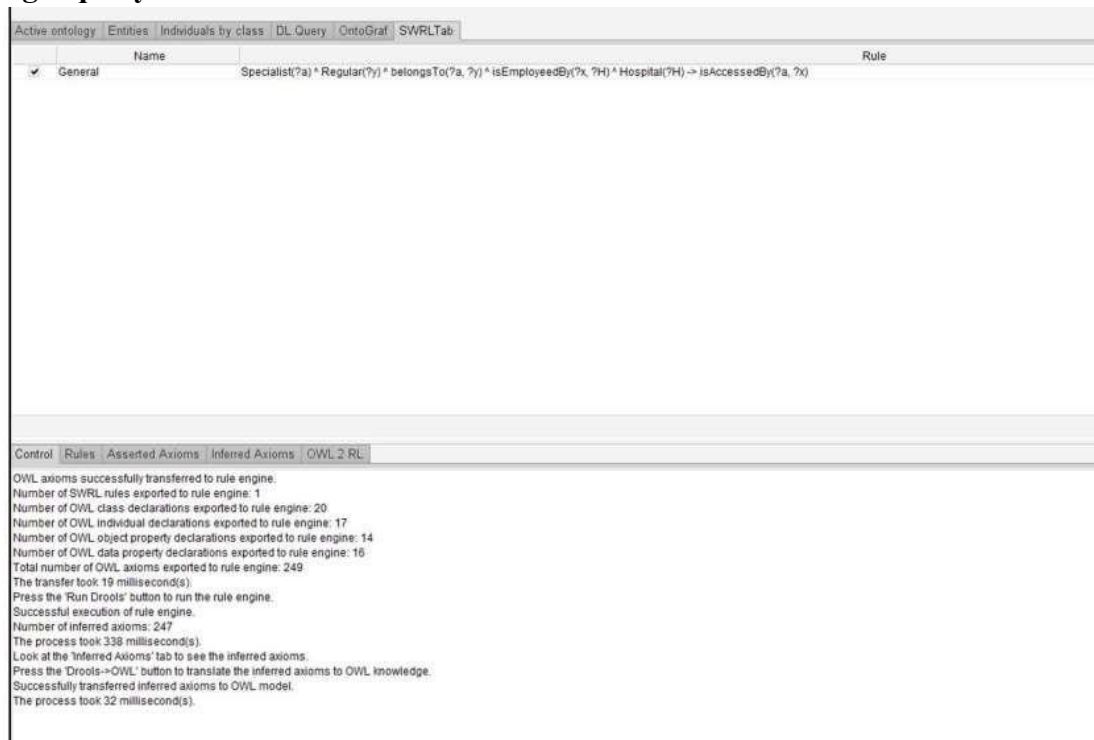 Active ontology Entities Individuals by class DL Query OntoGraf SWRLTab
Name Rule
General Specialist(?a) ^ Regular(?y) ^ belongsTo(?a, ?y) ^ isEmployeedBy(?x, ?H) ^ Hospital(?H) -> isAccessedBy(?a, ?x)
Control Rules Asserted Axioms Inferred Axioms OWL 2 RL
OWL axioms successfully transferred to rule engine.
Number of SWRL rules exported to rule engine: 1
Number of OWL class declarations exported to rule engine: 20
Number of OWL individual declarations exported to rule engine: 17
Number of OWL object property declarations exported to rule engine: 14
Number of OWL data property declarations exported to rule engine: 16
Total number of OWL axioms exported to rule engine: 249
The transfer took 19 millisecond(s).
Press the 'Run Drools' button to run the rule engine.
Successful execution of rule engine.
Number of inferred axioms: 247
The process took 338 millisecond(s).
Look at the 'Inferred Axioms' tab to see the inferred axioms.
Press the 'Drools->OWL' button to translate the inferred axioms to OWL knowledge.
Successfully transferred inferred axioms to OWL model.
The process took 32 millisecond(s).